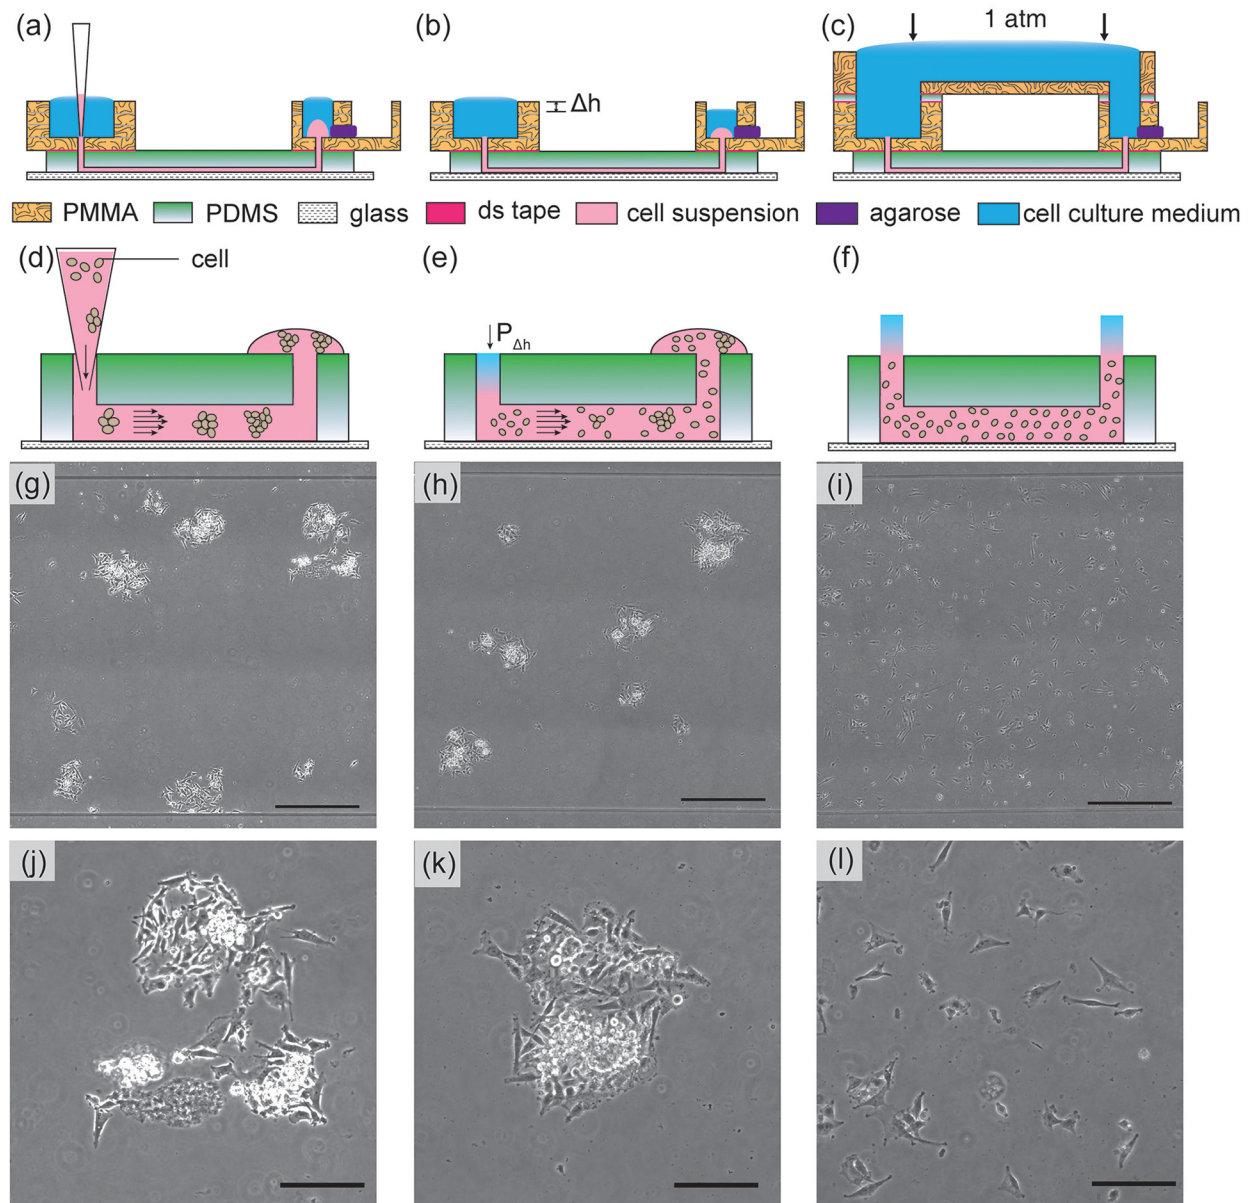 (a)
(b)
(c)
1 atm
Δh
PMMA
PDMS
glass
ds tape
cell suspension
agarose
cell culture medium
(d)
cell
(e)
PΔh
(f)
(g)
(h)
(i)
(j)
(k)
(l)